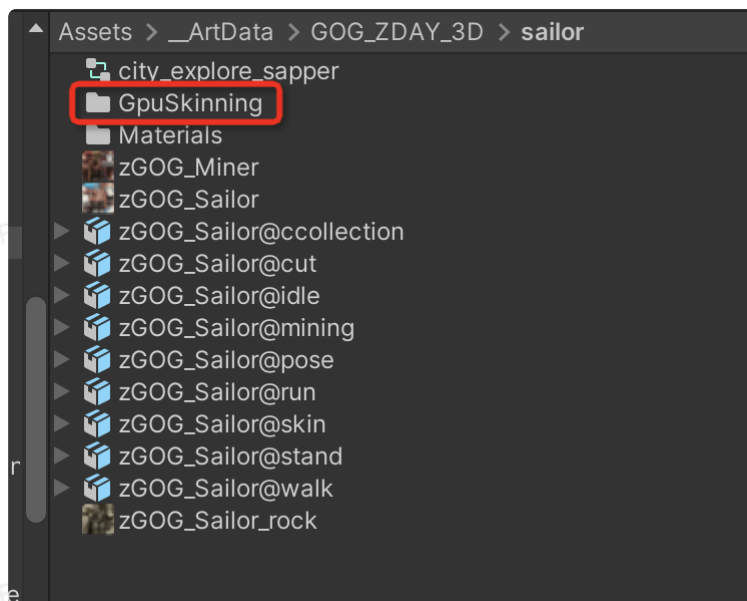 Assets > __ArtData > GOG_ZDAY_3D > sailor
city_explore_sapper
GpuSkinning
Materials
zGOG_Miner
zGOG_Sailor
zGOG_Sailor@ccollection
zGOG_Sailor@cut
zGOG_Sailor@idle
zGOG_Sailor@mining
zGOG_Sailor@pose
zGOG_Sailor@run
zGOG_Sailor@skin
zGOG_Sailor@stand
zGOG_Sailor@walk
zGOG_Sailor_rock